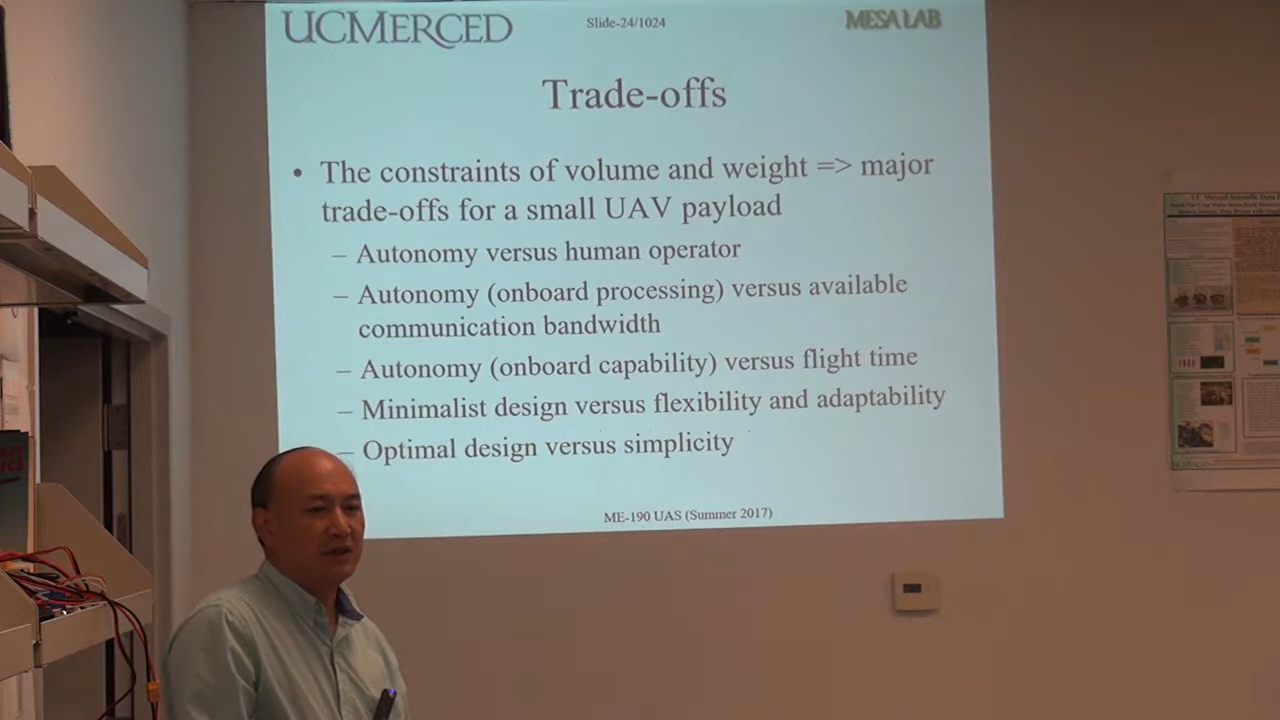 UCMERCED
Slide-24/1024
MESA LAB
Trade-offs
• The constraints of volume and weight => major
trade-offs for a small UAV payload
– Autonomy versus human operator
– Autonomy (onboard processing) versus available
communication bandwidth
– Autonomy (onboard capability) versus flight time
– Minimalist design versus flexibility and adaptability
– Optimal design versus simplicity
ME-190 UAS (Summer 2017)